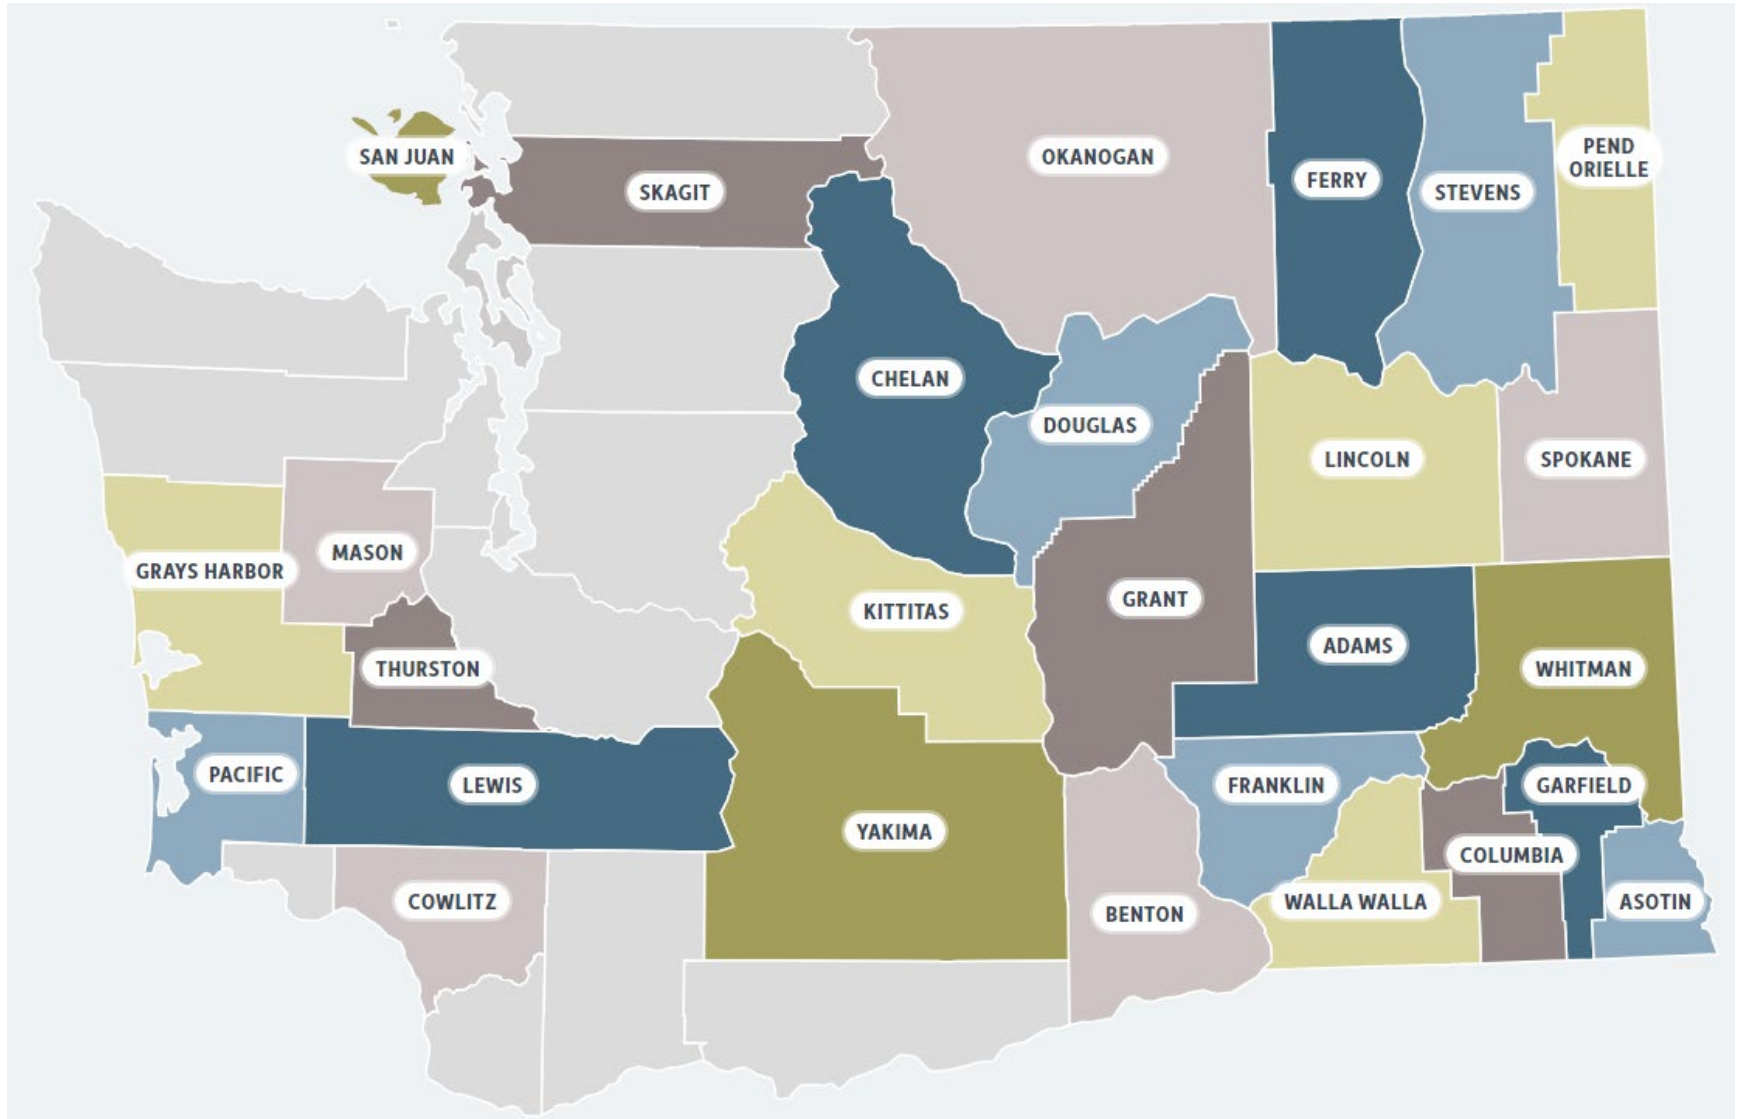 SAN JUAN
SKAGIT
OKANOGAN
FERRY
STEVENS
PEND
ORIELLE
CHELAN
DOUGLAS
LINCOLN
SPOKANE
GRAYS HARBOR
MASON
KITTITAS
GRANT
ADAMS
WHITMAN
THURSTON
PACIFIC
LEWIS
YAKIMA
FRANKLIN
GARFIELD
COLUMBIA
COWLITZ
BENTON
WALLA WALLA
ASOTIN